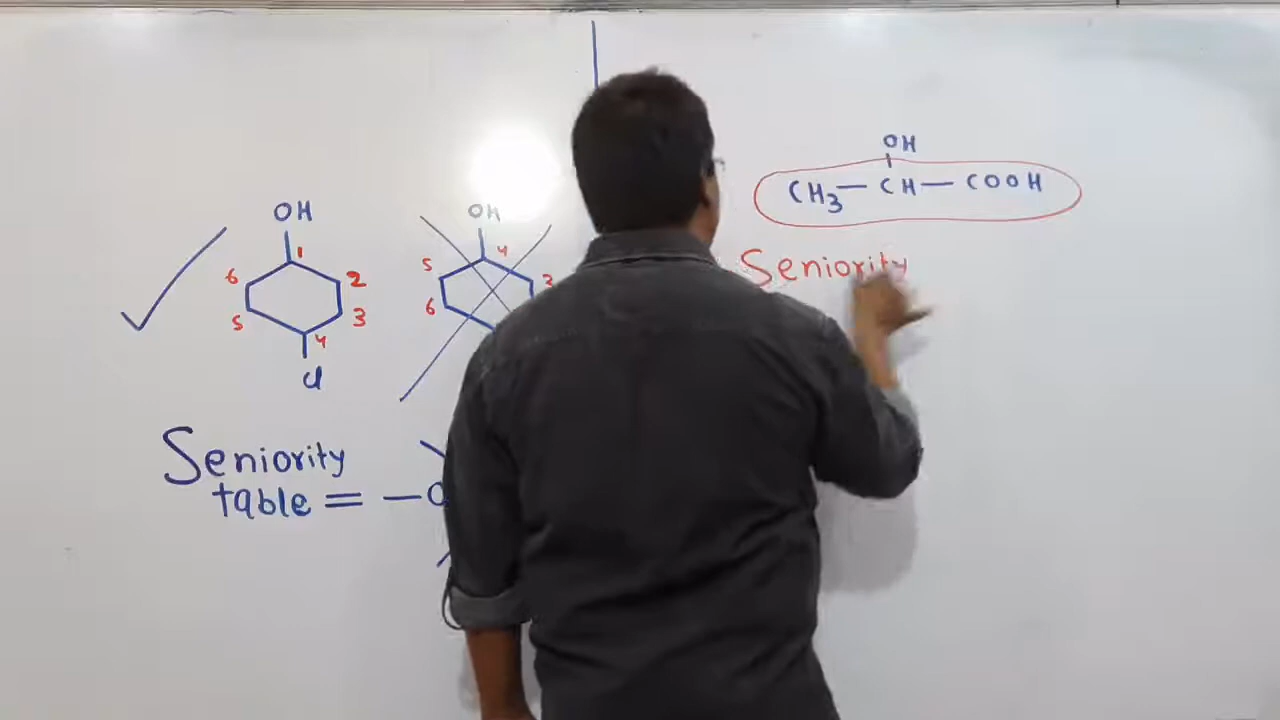 OH
1
6
2
5
3
4
Cl
OH
4
5
3
6
Seniority
table = —
OH
CH3 — CH — COOH
Seniority